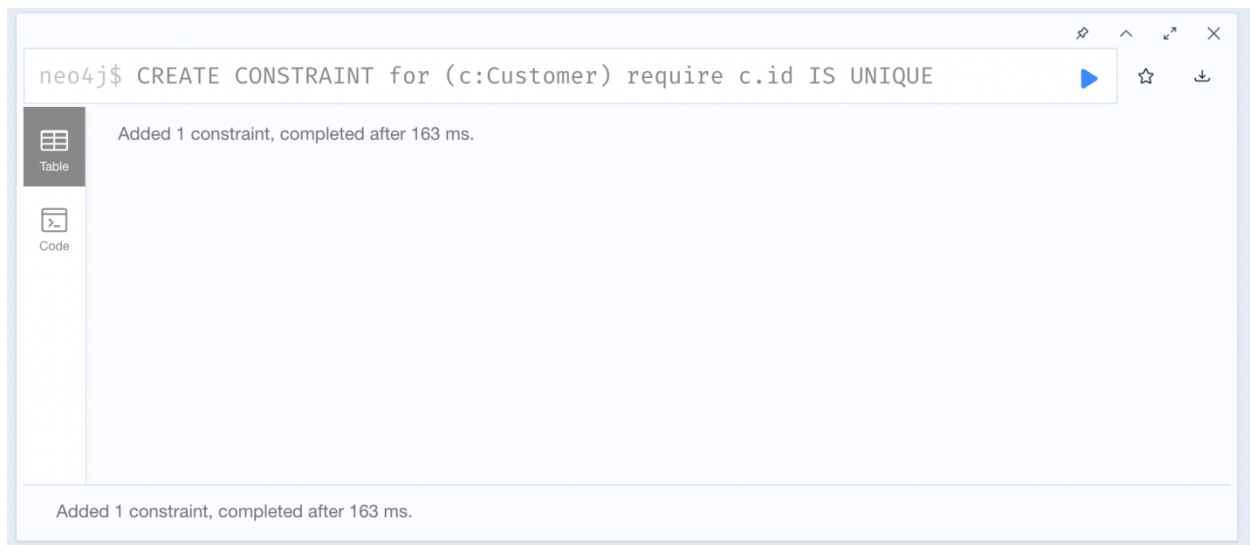 neo4j$ CREATE CONSTRAINT for (c:Customer) require c.id IS UNIQUE
Added 1 constraint, completed after 163 ms.
Table
Code
Added 1 constraint, completed after 163 ms.